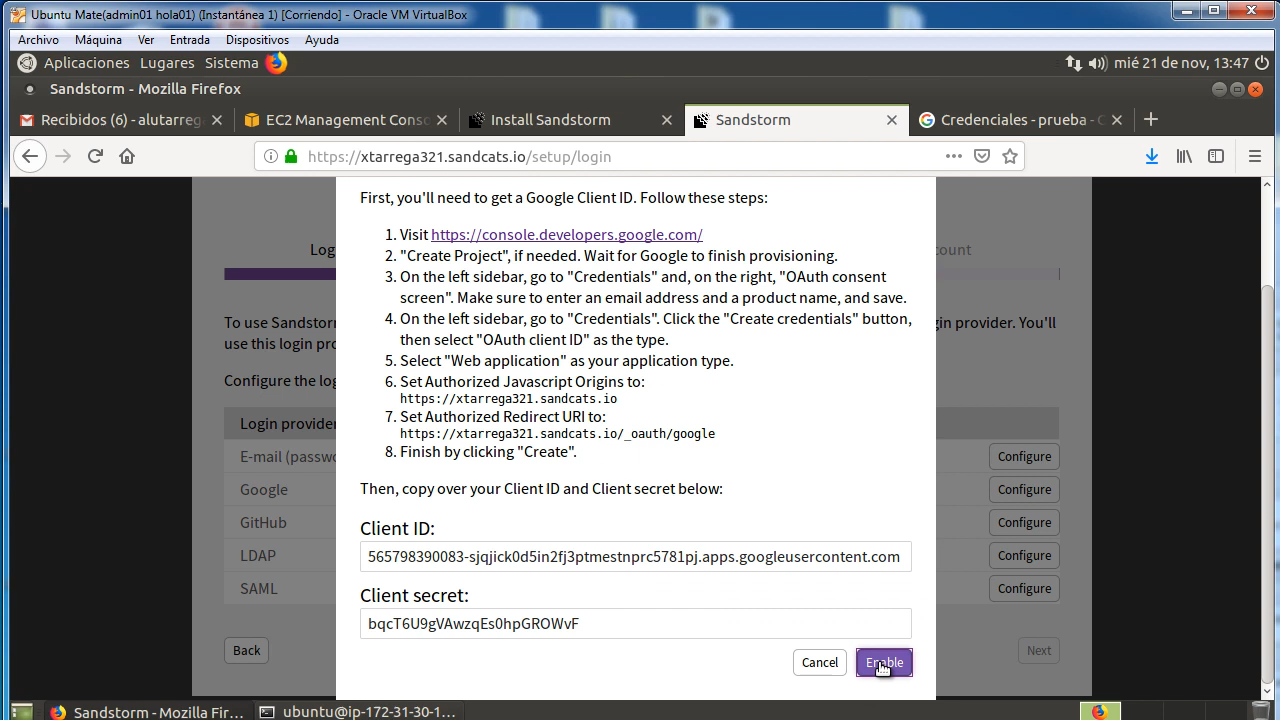 Ubuntu Mate(admin01 hola01) (Instantánea 1) [Corriendo] - Oracle VM VirtualBox
Archivo Máquina Ver Entrada Dispositivos Ayuda
Aplicaciones Lugares Sistema mié 21 de nov, 13:47
Sandstorm - Mozilla Firefox
Recibidos (6) - alutarreg EC2 Management Conso Install Sandstorm Sandstorm Credenciales - prueba -
https://xtarrega321.sandcats.io/setup/login
First, you'll need to get a Google Client ID. Follow these steps:
1. Visit https://console.developers.google.com/
2. "Create Project", if needed. Wait for Google to finish provisioning.
Log ount
3. On the left sidebar, go to "Credentials" and, on the right, "OAuth consent
screen". Make sure to enter an email address and a product name, and save.
4. On the left sidebar, go to "Credentials". Click the "Create credentials" button,
To use Sandstor in provider. You'll
then select "OAuth client ID" as the type.
use this login pro
5. Select "Web application" as your application type.
Configure the log
6. Set Authorized Javascript Origins to:
https://xtarrega321.sandcats.io
7. Set Authorized Redirect URI to:
Login provider
https://xtarrega321.sandcats.io/_oauth/google
8. Finish by clicking "Create".
E-mail (passwo Configure
Then, copy over your Client ID and Client secret below:
Google Configure
Client ID:
GitHub Configure
565798390083-sjqjick0d5in2fj3ptmestnprc5781pj.apps.googleusercontent.com
LDAP Configure
Client secret:
SAML Configure
bqcT6U9gVAwzqEs0hpGROWvF
Back Next
Cancel Enable
Sandstorm - Mozilla Fir... ubuntu@ip-172-31-30-1...